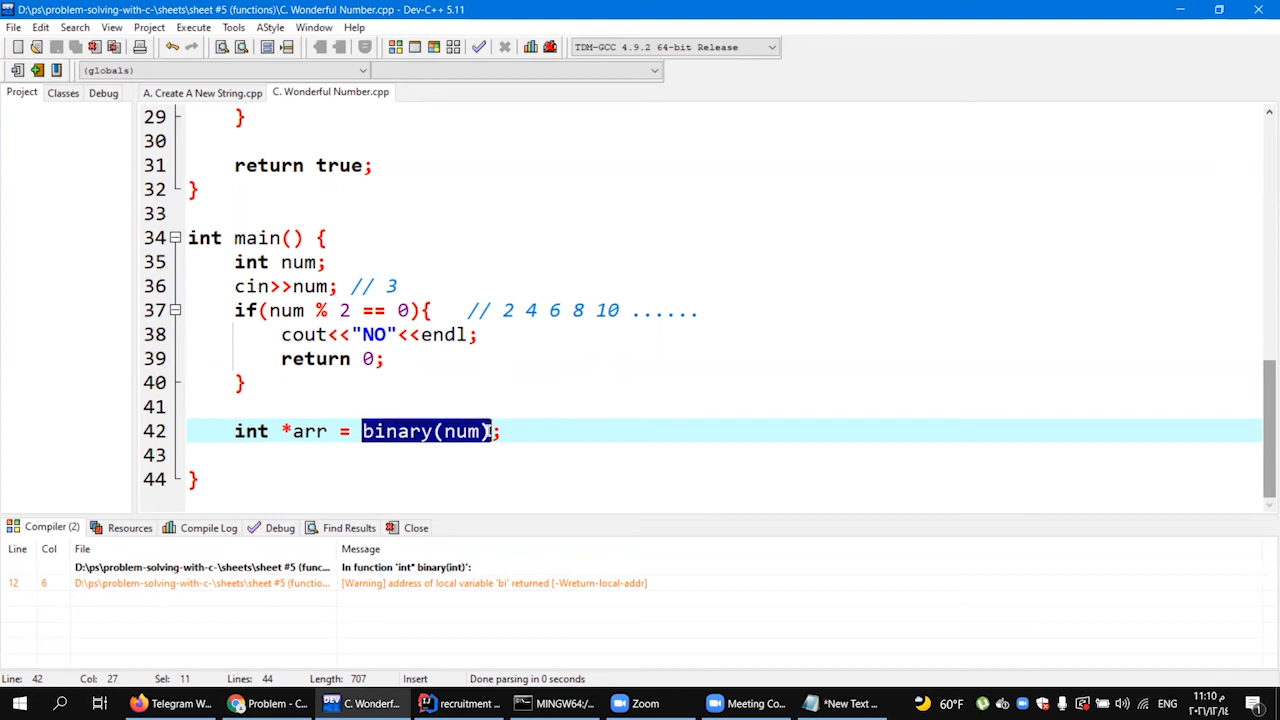 D:\ps\problem-solving-with-c-\sheets\sheet #5 (functions)\C. Wonderful Number.cpp - Dev-C++ 5.11
File Edit Search View Project Execute Tools AStyle Window Help
TDM-GCC 4.9.2 64-bit Release
(globals)
Project Classes Debug A. Create A New String.cpp C. Wonderful Number.cpp
29 }
30
31 return true;
32 }
33
34 int main() {
35 int num;
36 cin>>num; // 3
37 if(num % 2 == 0){ // 2 4 6 8 10 ......
38 cout<<"NO"<<endl;
39 return 0;
40 }
41
42 int *arr = binary(num);
43
44 }
Compiler (2) Resources Compile Log Debug Find Results Close
Line Col File Message
D:\ps\problem-solving-with-c-\sheets\sheet #5 (func... In function 'int* binary(int)':
12 6 D:\ps\problem-solving-with-c-\sheets\sheet #5 (functio... [Warning] address of local variable 'bi' returned [-Wreturn-local-addr]
Line: 42 Col: 27 Sel: 11 Lines: 44 Length: 707 Insert Done parsing in 0 seconds
Telegram W... Problem - C... C. Wonderf... recruitment ... MINGW64:/... Zoom Meeting Co... *New Text ... 60°F ENG 11:10